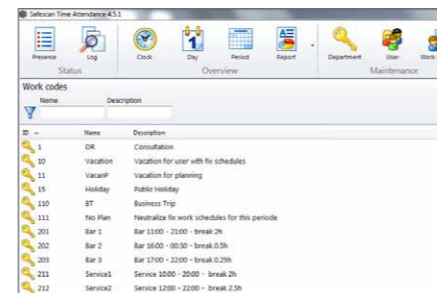 Safescan Time Attendance 4.5.1
Presence Log Clock Day Period Report Department User Work
Status Overview Maintenance
Work codes
Name Description
ID Name Description
1 DR Consultation
10 Vacation Vacation for user with fix schedules
11 VacanP Vacation for planning
15 Holiday Public Holiday
110 BT Business Trip
111 No Plan Neutralize fix work schedules for this periode
201 Bar 1 Bar 11:00 - 21:00 - break 2h
202 Bar 2 Bar 16:00 - 00:30 - break 0.5h
203 Bar 3 Bar 17:00 - 22:00 - break 0.25h
211 Service1 Service 10:00 - 20:00 - break 2h
212 Service2 Service 12:00 - 22:00 - break 2.5h